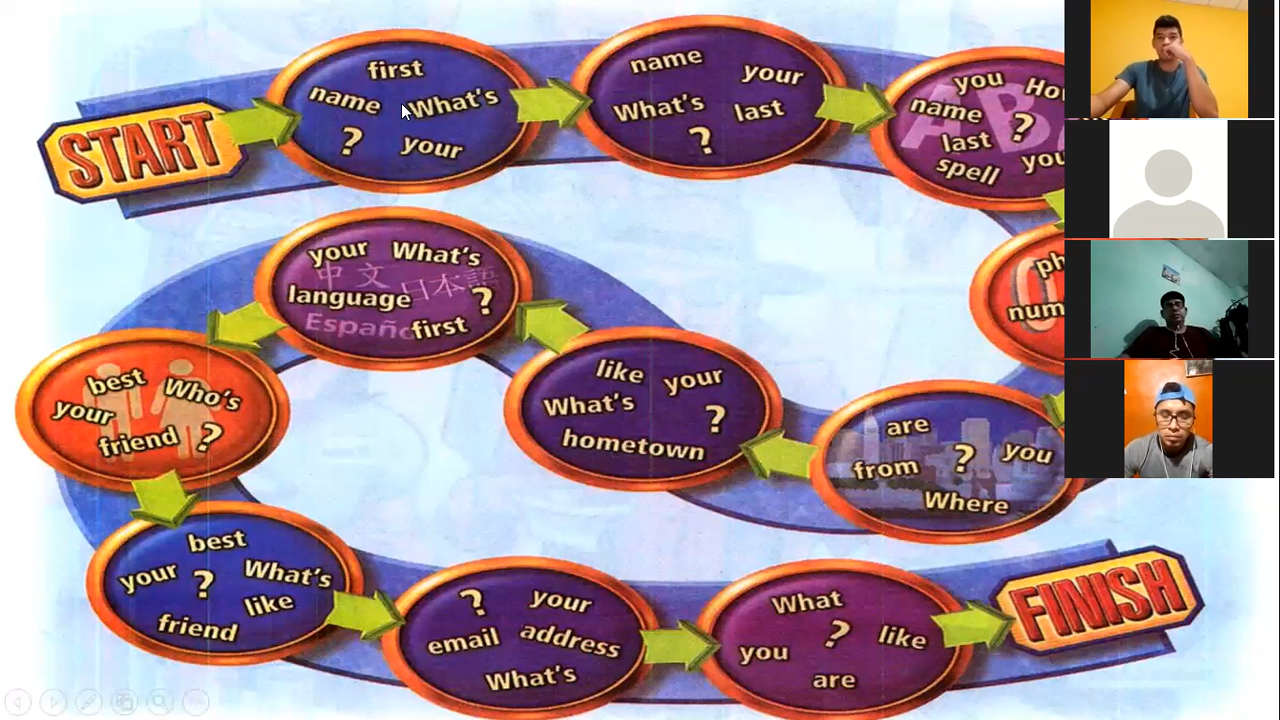 START
first
name What's
? your
name your
What's last
?
you
name ?
last
spell
your What's
中文 日本語
language ?
Españo first
best Who's
your
friend ?
like your
What's ?
hometown
are
from ? you
Where
best
your ? What's
like
friend
? your
email address
What's
What
you ? like
are
FINISH